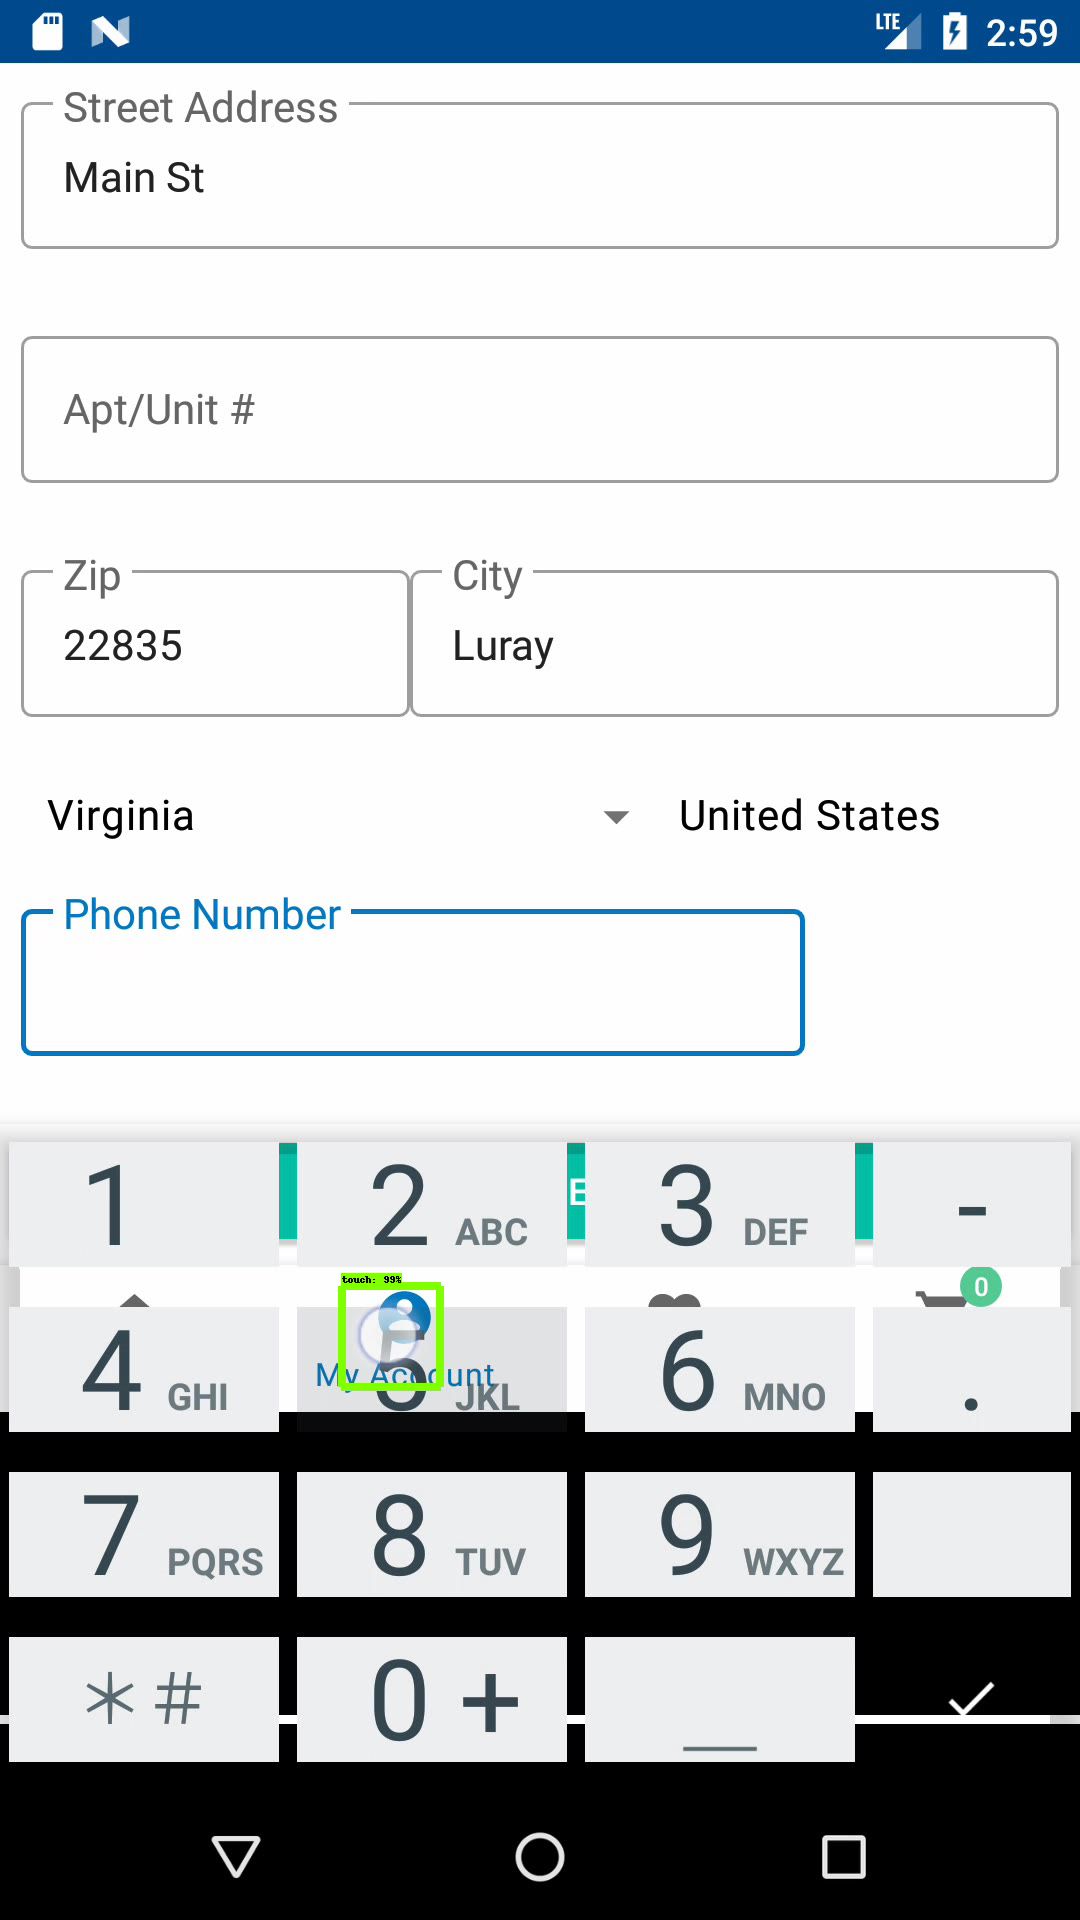 LTE 2:59
Street Address
Main St
Apt/Unit #
Zip City
22835 Luray
Virginia United States
Phone Number
1 2 ABC 3 DEF -
E
touch: 99%
0
4 GHI 5 JKL 6 MNO .
My Account
7 PQRS 8 TUV 9 WXYZ
*# 0 +